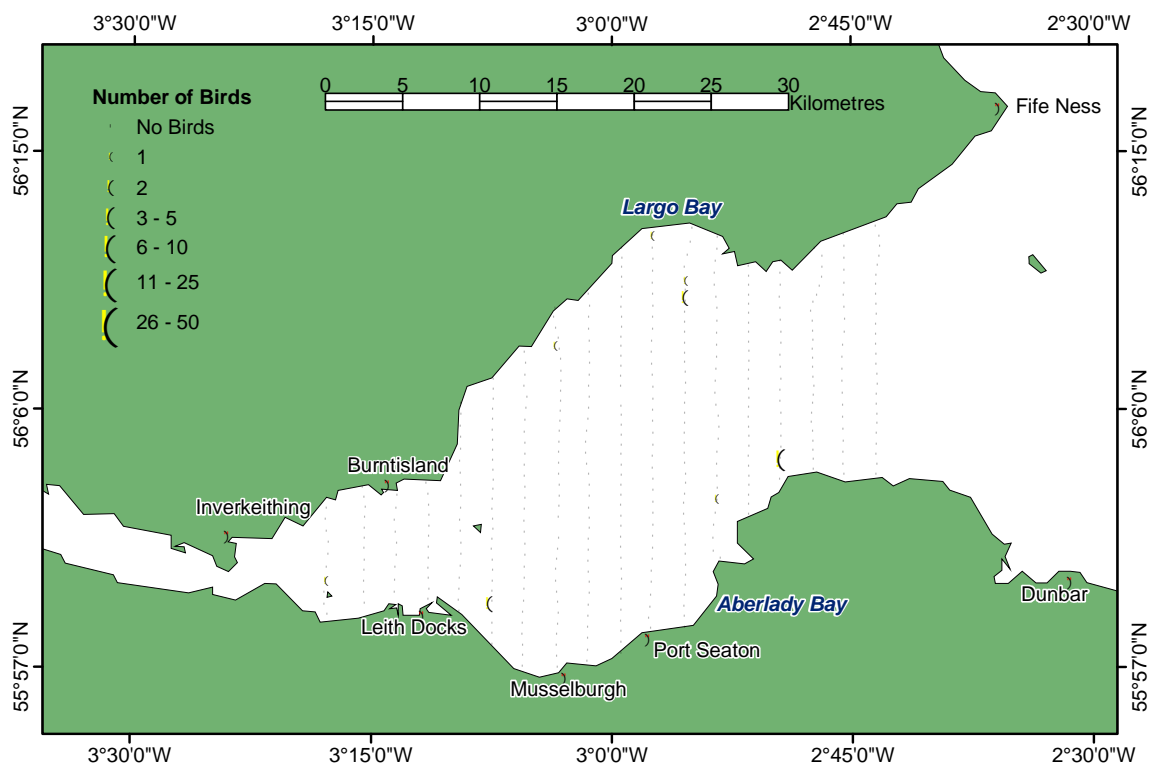 3°30'0"W
3°15'0"W
3°0'0"W
2°45'0"W
2°30'0"W
0 5 10 15 20 25 30
Kilometres
Number of Birds
No Birds
1
2
3 - 5
6 - 10
11 - 25
26 - 50
Fife Ness
56°15'0"N
56°15'0"N
Largo Bay
56°6'0"N
56°6'0"N
Burntisland
Inverkeithing
Dunbar
Aberlady Bay
Leith Docks
Port Seaton
55°57'0"N
55°57'0"N
Musselburgh
3°30'0"W
3°15'0"W
3°0'0"W
2°45'0"W
2°30'0"W